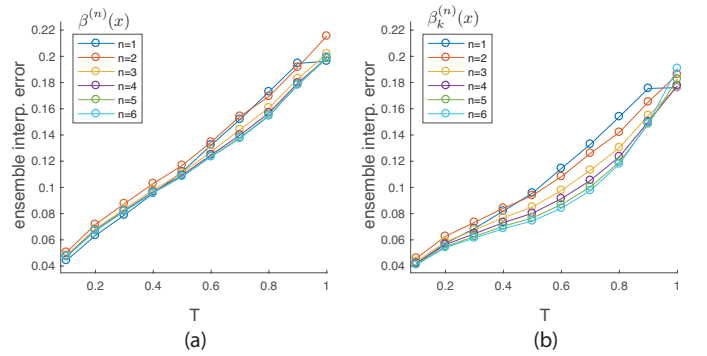 β^(n)(x)
n=1
n=2
n=3
n=4
n=5
n=6
ensemble interp. error
0.22
0.2
0.18
0.16
0.14
0.12
0.1
0.08
0.06
0.04
0.2 0.4 0.6 0.8 1
T
(a)
β_k^(n)(x)
n=1
n=2
n=3
n=4
n=5
n=6
ensemble interp. error
0.22
0.2
0.18
0.16
0.14
0.12
0.1
0.08
0.06
0.04
0.2 0.4 0.6 0.8 1
T
(b)